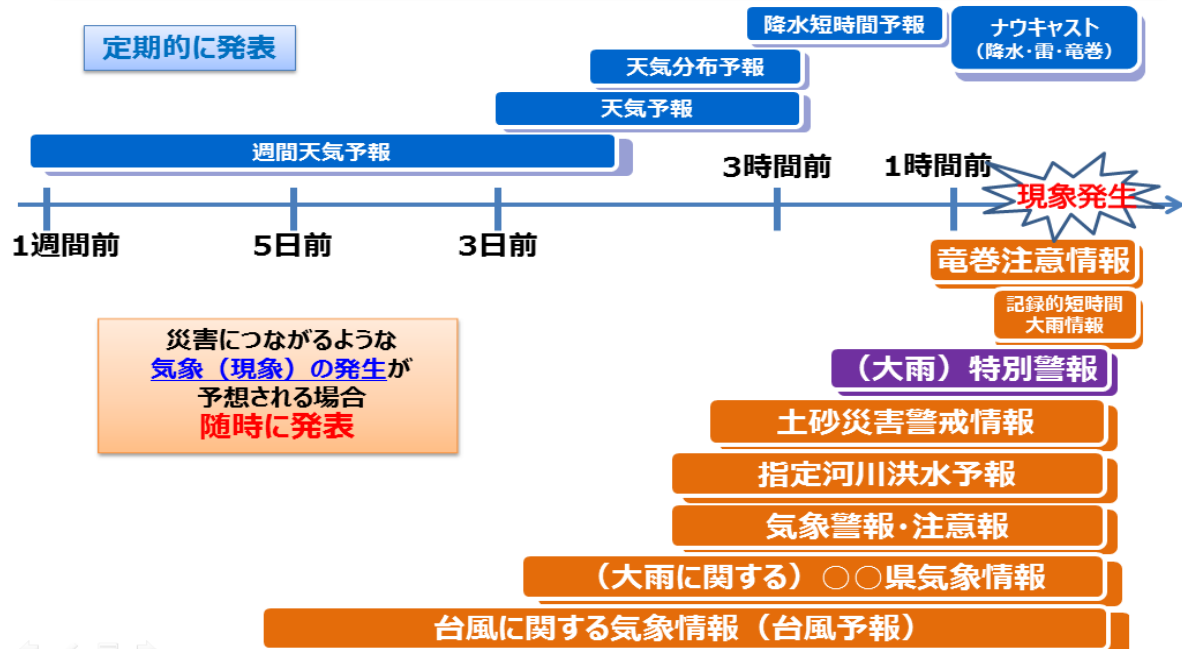 定期的に発表
降水短時間予報
ナウキャスト
（降水・雷・竜巻）
天気分布予報
天気予報
週間天気予報
3時間前
1時間前
現象発生
1週間前
5日前
3日前
竜巻注意情報
記録的短時間
大雨情報
災害につながるような
気象（現象）の発生が
予想される場合
随時に発表
（大雨）特別警報
土砂災害警戒情報
指定河川洪水予報
気象警報・注意報
（大雨に関する）○○県気象情報
台風に関する気象情報（台風予報）